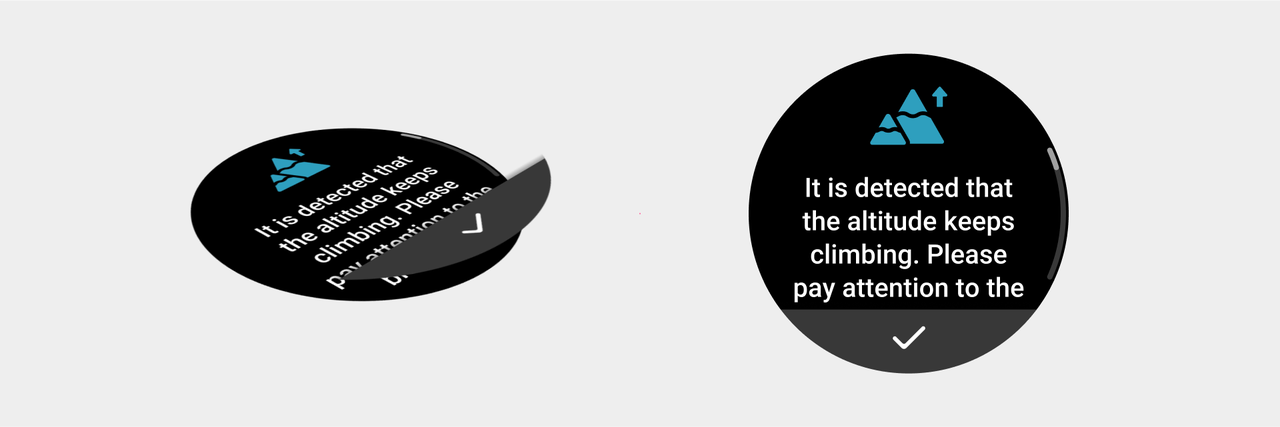 It is detected that
the altitude keeps
climbing. Please
pay attention to the
It is detected that
the altitude keeps
climbing. Please
pay attention to the